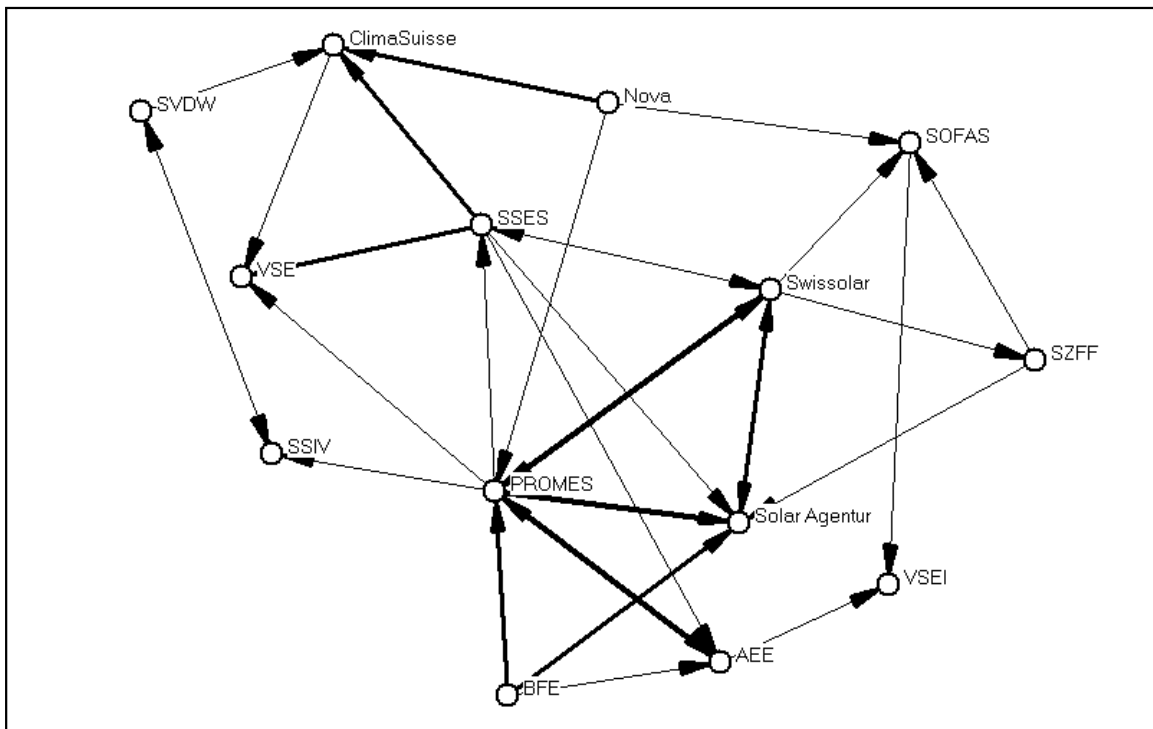 ClimaSuisse
Nova
SVDW
SOFAS
SSES
VSE
Swissolar
SZFF
SSIV
PROMES
Solar Agentur
VSEI
AEE
BFE